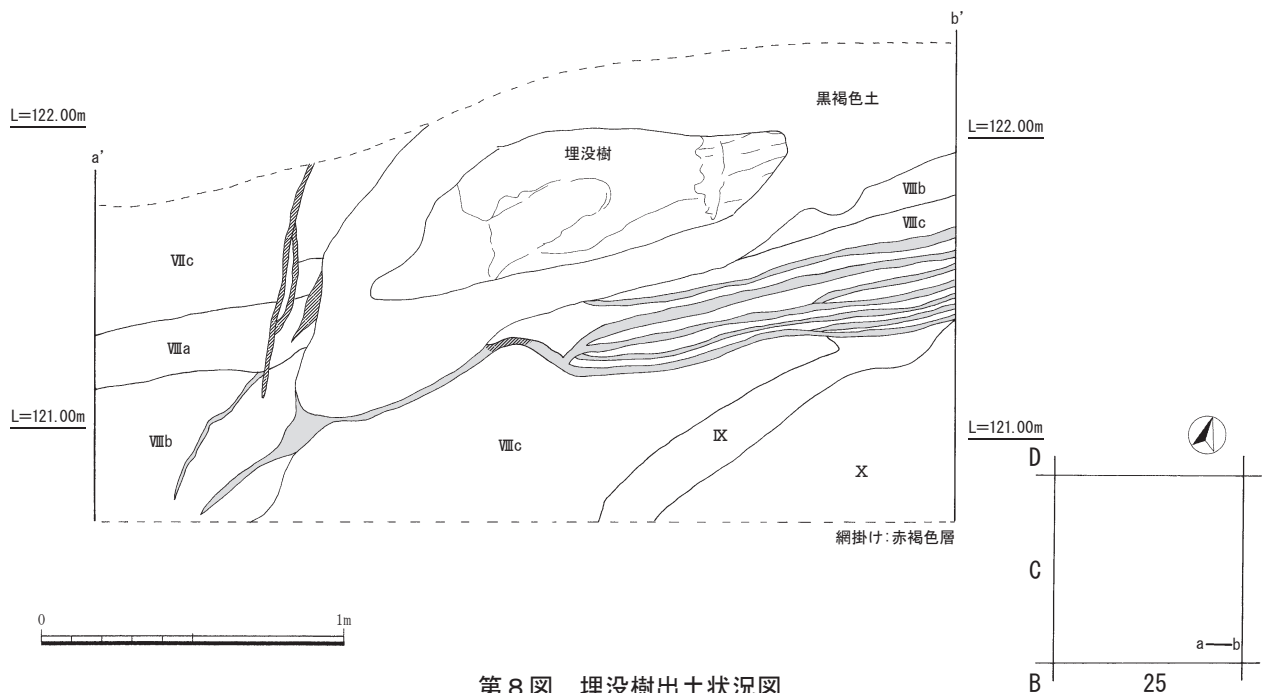 b’
黒褐色土
L=122.00m
L=122.00m
a’
埋没樹
Ⅷb
Ⅷc
Ⅶc
Ⅷa
L=121.00m
L=121.00m
Ⅷb
Ⅷc
Ⅸ
Ⅹ
網掛け:赤褐色層
D
C
a b
B
25
0 1m
第8図 埋没樹出土状況図